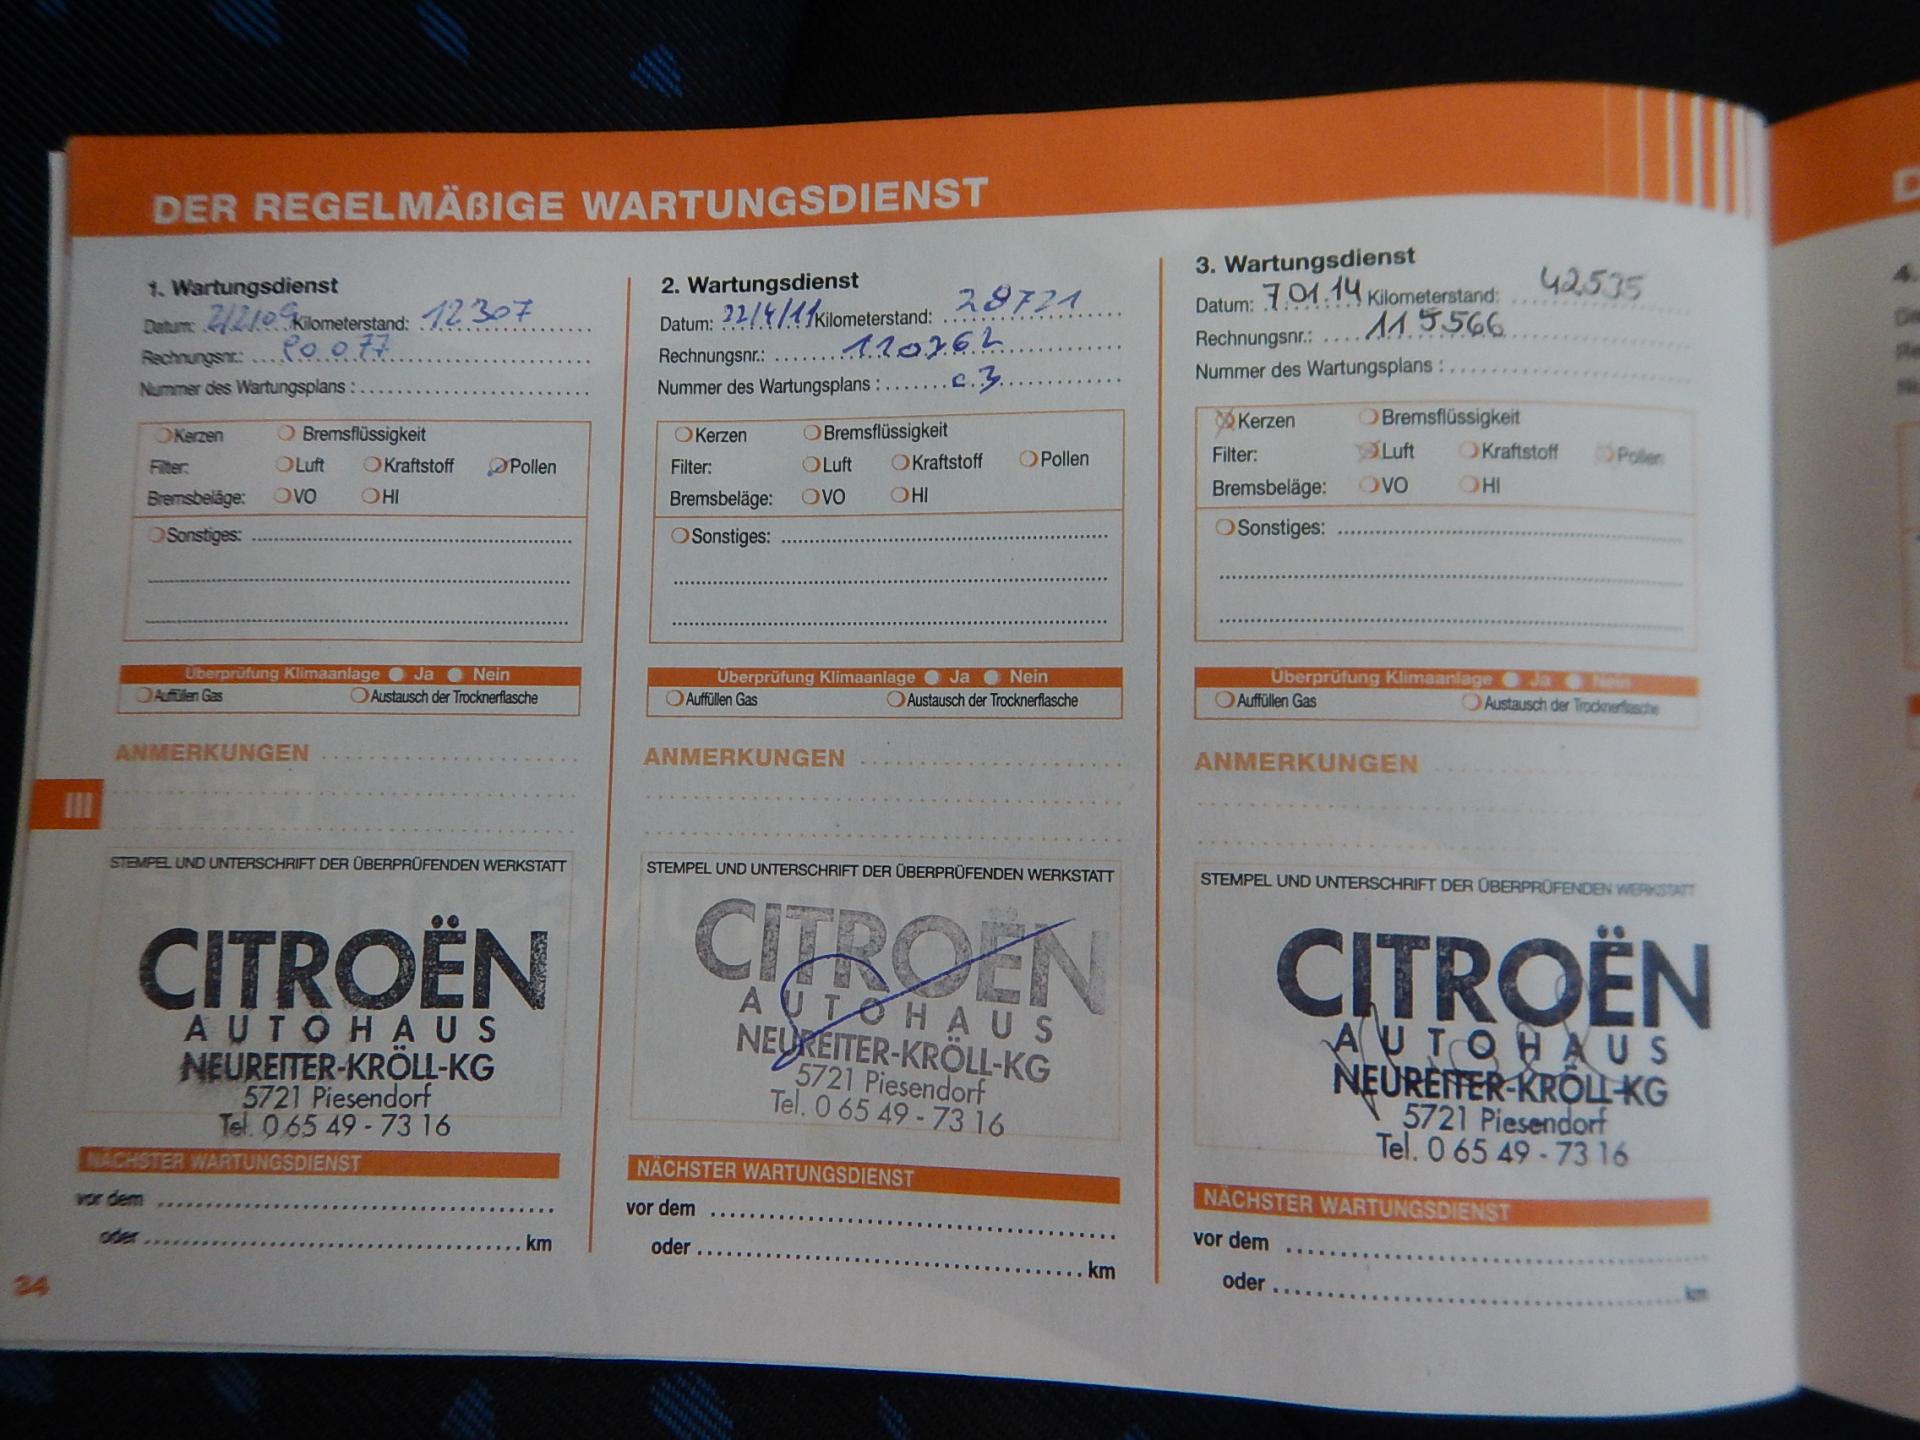 DER REGELMÄßIGE WARTUNGSDIENST
1. Wartungsdienst
Datum: 2/2/09 Kilometerstand: 12307
Rechnungsnr.: 90077
Nummer des Wartungsplans :
Kerzen Bremsflüssigkeit
Filter: Luft Kraftstoff Pollen
Bremsbeläge: VO HI
Sonstiges:
Überprüfung Klimaanlage Ja Nein
Auffüllen Gas Austausch der Trocknerflasche
ANMERKUNGEN
STEMPEL UND UNTERSCHRIFT DER ÜBERPRÜFENDEN WERKSTATT
CITROËN
AUTOHAUS
NEUREITER-KRÖLL-KG
5721 Piesendorf
Tel. 0 65 49 - 73 16
NÄCHSTER WARTUNGSDIENST
vor dem
oder km
2. Wartungsdienst
Datum: 22/4/11 Kilometerstand: 28721
Rechnungsnr.: 110762
Nummer des Wartungsplans : c3
Kerzen Bremsflüssigkeit
Filter: Luft Kraftstoff Pollen
Bremsbeläge: VO HI
Sonstiges:
Überprüfung Klimaanlage Ja Nein
Auffüllen Gas Austausch der Trocknerflasche
ANMERKUNGEN
STEMPEL UND UNTERSCHRIFT DER ÜBERPRÜFENDEN WERKSTATT
CITROËN
AUTOHAUS
NEUREITER-KRÖLL-KG
5721 Piesendorf
Tel. 0 65 49 - 73 16
NÄCHSTER WARTUNGSDIENST
vor dem
oder km
3. Wartungsdienst
Datum: 7.01.14 Kilometerstand: 42535
Rechnungsnr.: 115566
Nummer des Wartungsplans :
Kerzen Bremsflüssigkeit
Filter: Luft Kraftstoff Pollen
Bremsbeläge: VO HI
Sonstiges:
Überprüfung Klimaanlage Ja Nein
Auffüllen Gas Austausch der Trocknerflasche
ANMERKUNGEN
STEMPEL UND UNTERSCHRIFT DER ÜBERPRÜFENDEN WERKSTATT
CITROËN
AUTOHAUS
NEUREITER-KRÖLL-KG
5721 Piesendorf
Tel. 0 65 49 - 73 16
NÄCHSTER WARTUNGSDIENST
vor dem
oder km
III
34
D
4.